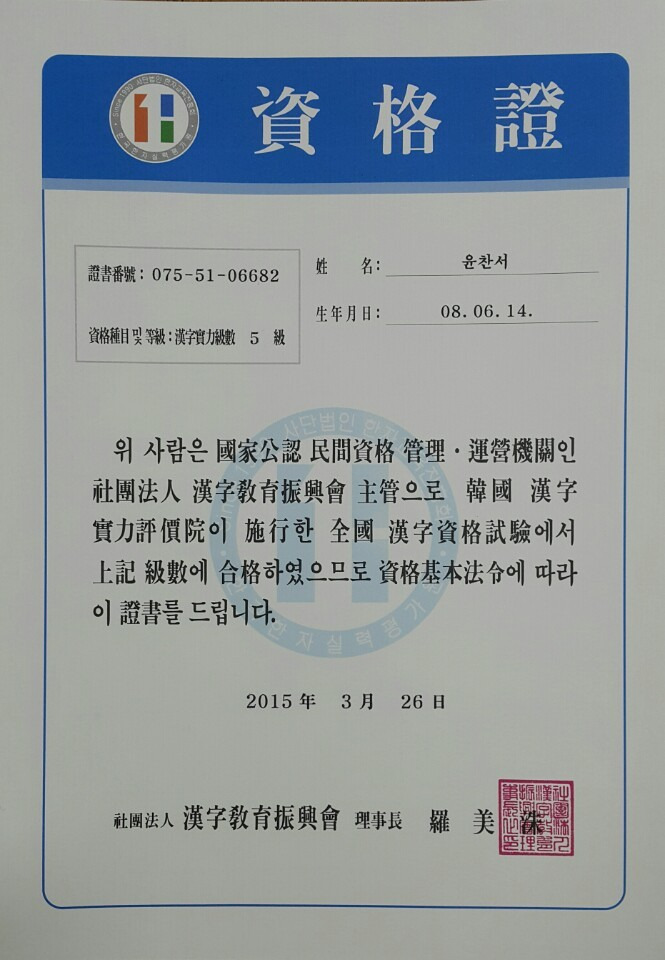 資格證
證書番號: 075-51-06682
姓 名: 윤찬서
生年月日: 08.06.14.
資格種目 및 等級: 漢字實力級數 5 級
위 사람은 國家公認 民間資格 管理・運營機關인
社團法人 漢字敎育振興會 主管으로 韓國 漢字
實力評價院이 施行한 全國 漢字資格試驗에서
上記 級數에 合格하였으므로 資格基本法令에 따라
이 證書를 드립니다.
2015年 3月 26日
社團法人 漢字敎育振興會 理事長 羅美洙